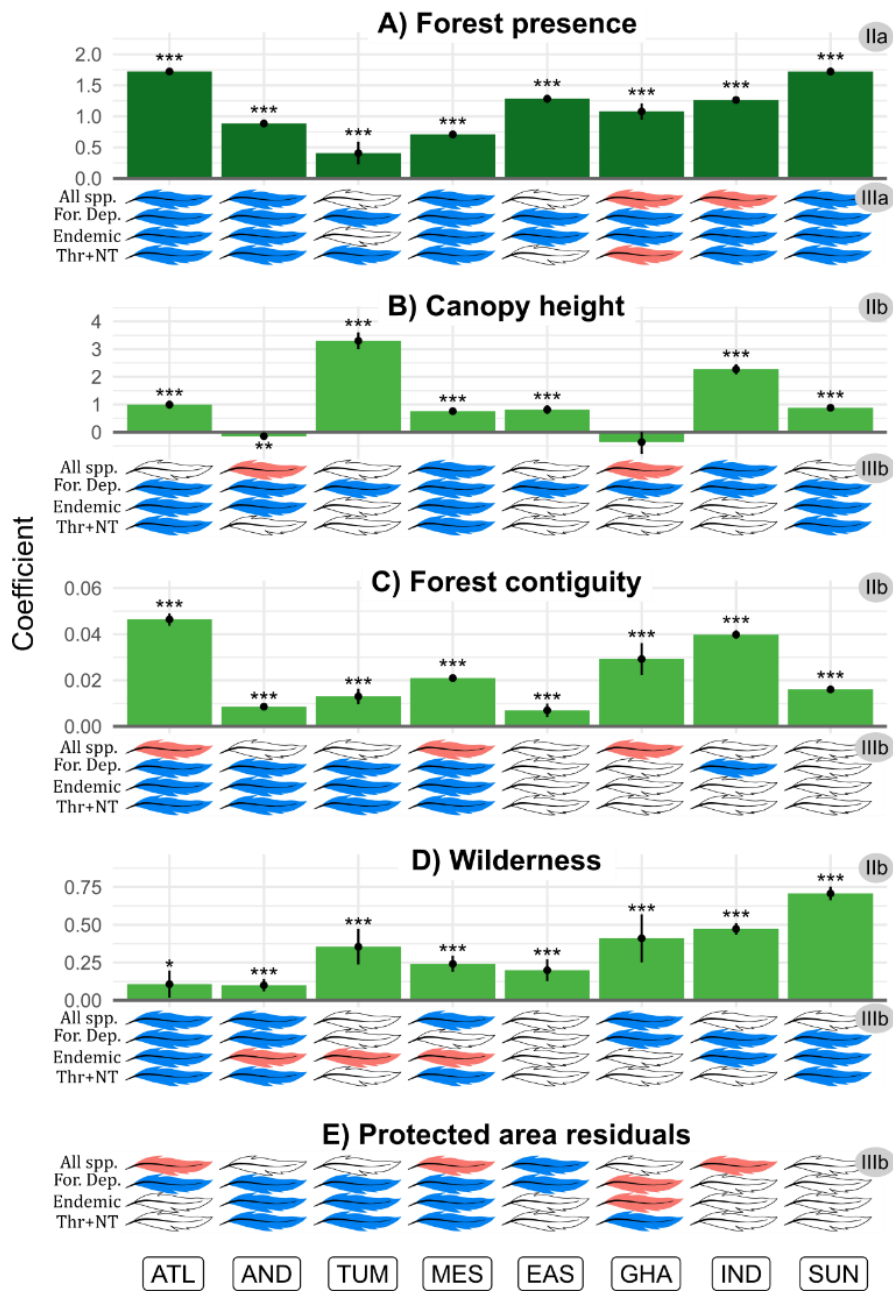 A) Forest presence
IIa
2.0
1.5
1.0
0.5
0.0
*** *** *** *** *** *** *** ***
All spp.
IIIa
For. Dep.
Endemic
Thr+NT
B) Canopy height
IIb
4
3
2
1
0
*** ** *** *** *** *** ***
All spp.
IIIb
For. Dep.
Endemic
Thr+NT
Coefficient
C) Forest contiguity
IIb
0.06
0.04
0.02
0.00
*** *** *** *** *** *** *** ***
All spp.
IIIb
For. Dep.
Endemic
Thr+NT
D) Wilderness
IIb
0.75
0.50
0.25
0.00
* *** *** *** *** *** *** ***
All spp.
IIIb
For. Dep.
Endemic
Thr+NT
E) Protected area residuals
All spp.
IIIb
For. Dep.
Endemic
Thr+NT
ATL AND TUM MES EAS GHA IND SUN